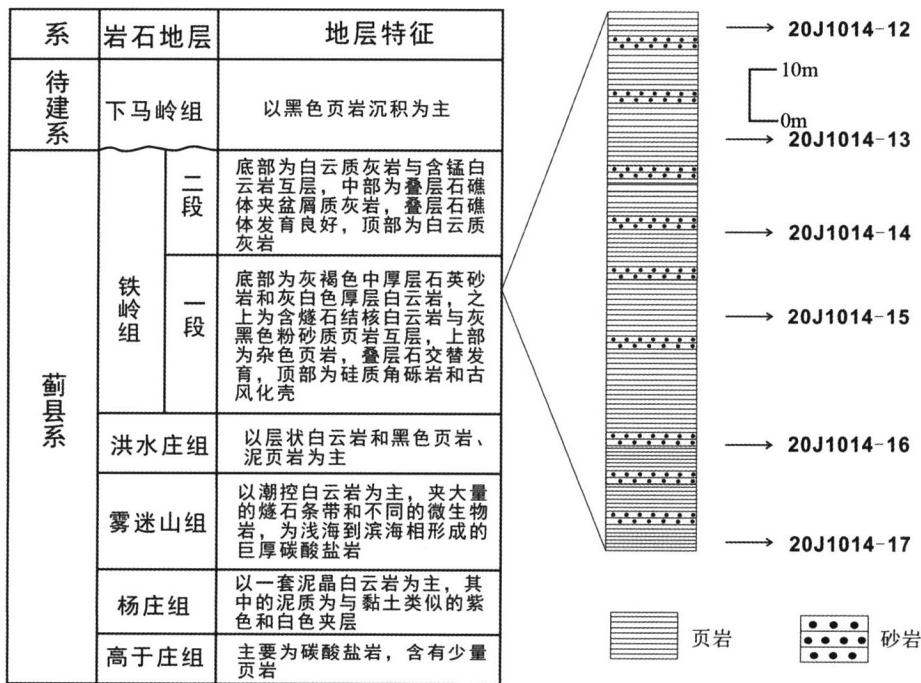 系
岩石地层
地层特征
待建系
下马岭组
以黑色页岩沉积为主
蓟县系
铁岭组
二段
底部为白云质灰岩与含锰白
云岩互层，中部为叠层石礁
体夹盆屑质灰岩，叠层石礁
体发育良好，顶部为白云质
灰岩
一段
底部为灰褐色中厚层石英砂
岩和灰白色厚层白云岩，之
上为含燧石结核白云岩与灰
黑色粉砂质页岩互层，上部
为杂色页岩，叠层石交替发
育，顶部为硅质角砾岩和古
风化壳
洪水庄组
以层状白云岩和黑色页岩、
泥页岩为主
雾迷山组
以潮控白云岩为主，夹大量
的燧石条带和不同的微生物
岩，为浅海到滨海相形成的
巨厚碳酸盐岩
杨庄组
以一套泥晶白云岩为主，其
中的泥质为与黏土类似的紫
色和白色夹层
高于庄组
主要为碳酸盐岩，含有少量
页岩
20J1014-12
10m
0m
20J1014-13
20J1014-14
20J1014-15
20J1014-16
20J1014-17
页岩
砂岩